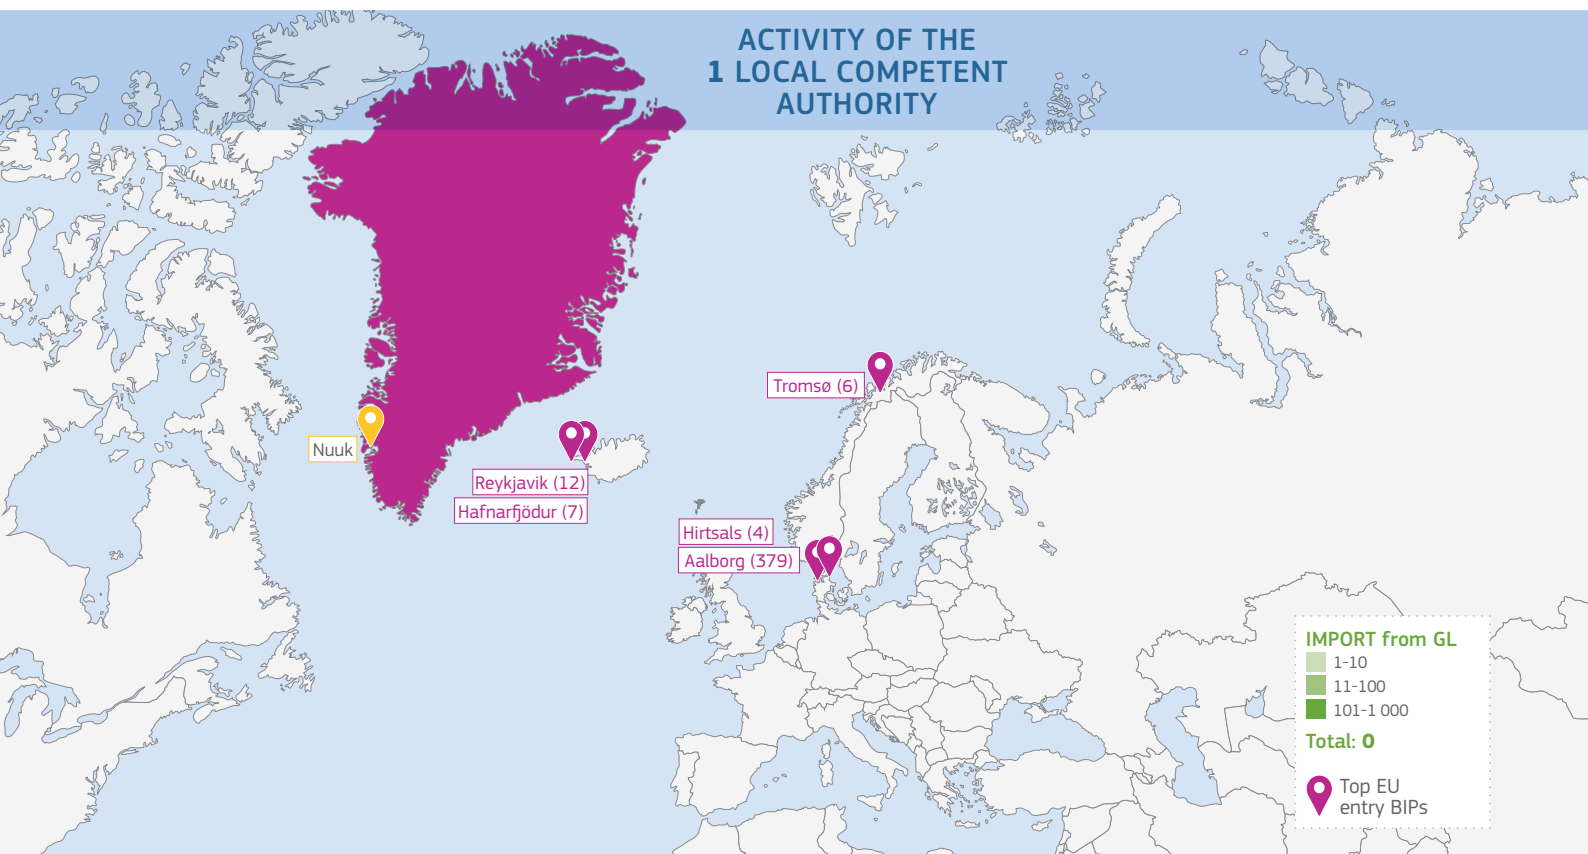 ACTIVITY OF THE
1 LOCAL COMPETENT
AUTHORITY
Tromsø (6)
Nuuk
Reykjavik (12)
Hafnarfjödur (7)
Hirtsals (4)
Aalborg (379)
IMPORT from GL
1-10
11-100
101-1 000
Total: 0
Top EU
entry BIPs